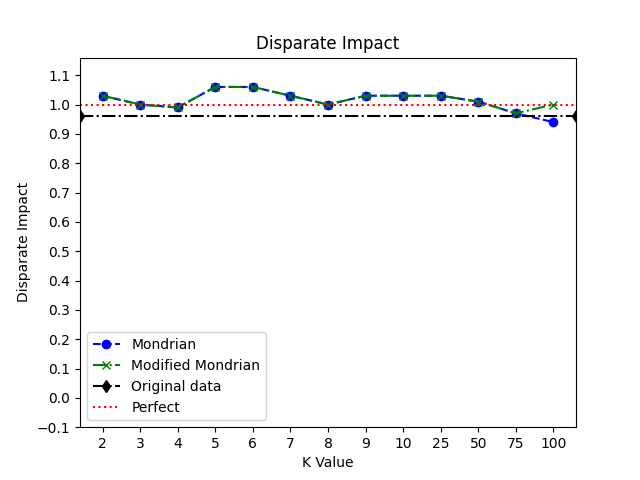 Disparate Impact
1.1
1.0
0.9
0.8
0.7
0.6
0.5
0.4
0.3
0.2
0.1
0.0
−0.1
Disparate Impact
Mondrian
Modified Mondrian
Original data
Perfect
2 3 4 5 6 7 8 9 10 25 50 75 100
K Value